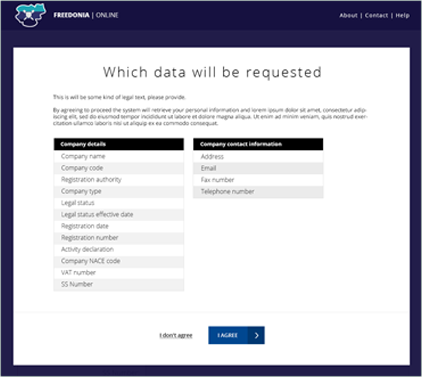 FREEDONIA | ONLINE
About | Contact | Help
Which data will be requested
This is will be some kind of legal text, please provide.
By agreeing to proceed the system will retrieve your personal information and lorem ipsum dolor sit amet, consectetur adip-
iscing elit, sed do eiusmod tempor incididunt ut labore et dolore magna aliqua. Ut enim ad minim veniam, quis nostrud exer-
citation ullamco laboris nisi ut aliquip ex ea commodo consequat.
Company details
Company name
Company code
Registration authority
Company type
Legal status
Legal status effective date
Registration date
Registration number
Activity declaration
Company NACE code
VAT number
SS Number
Company contact information
Address
Email
Fax number
Telephone number
I don't agree
I AGREE